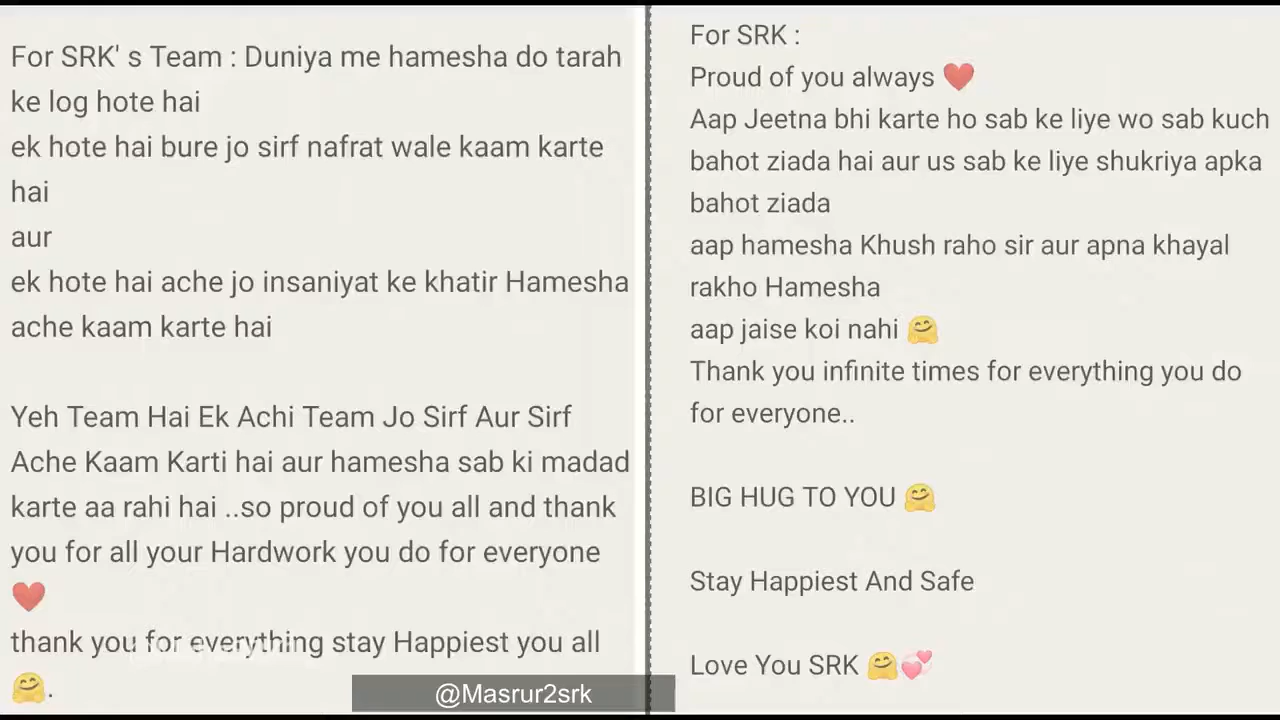 For SRK' s Team : Duniya me hamesha do tarah
ke log hote hai
ek hote hai bure jo sirf nafrat wale kaam karte
hai
aur
ek hote hai ache jo insaniyat ke khatir Hamesha
ache kaam karte hai
Yeh Team Hai Ek Achi Team Jo Sirf Aur Sirf
Ache Kaam Karti hai aur hamesha sab ki madad
karte aa rahi hai ..so proud of you all and thank
you for all your Hardwork you do for everyone
❤️
thank you for everything stay Happiest you all
🤗.
For SRK :
Proud of you always ❤️
Aap Jeetna bhi karte ho sab ke liye wo sab kuch
bahot ziada hai aur us sab ke liye shukriya apka
bahot ziada
aap hamesha Khush raho sir aur apna khayal
rakho Hamesha
aap jaise koi nahi 🤗
Thank you infinite times for everything you do
for everyone..
BIG HUG TO YOU 🤗
Stay Happiest And Safe
Love You SRK 🤗💞
@Masrur2srk